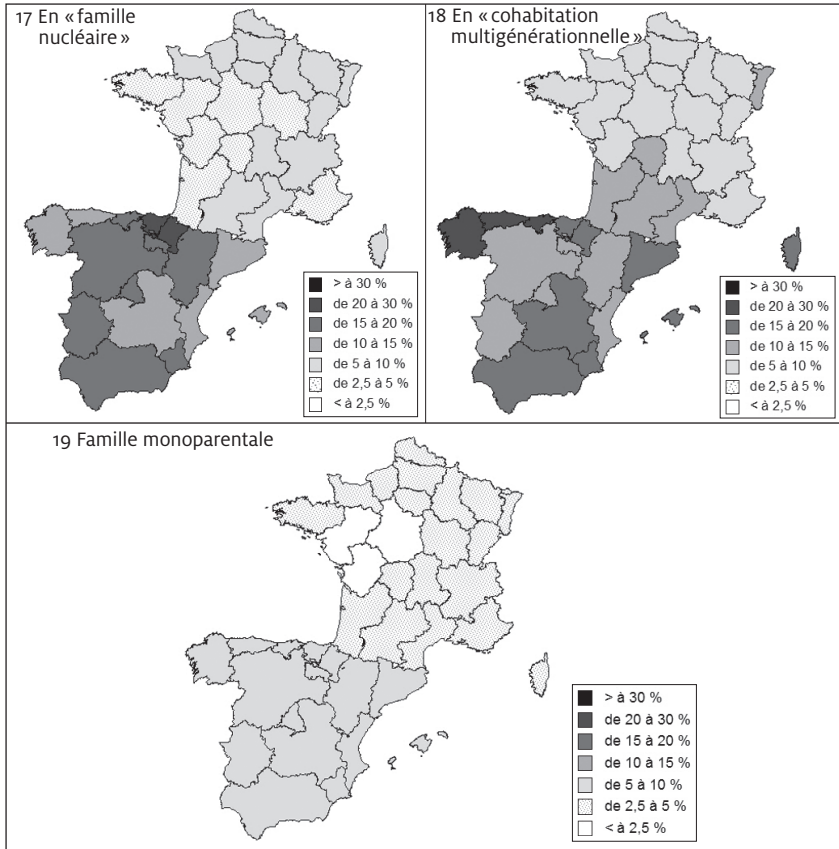 17 En « famille
nucléaire »
> à 30 %
de 20 à 30 %
de 15 à 20 %
de 10 à 15 %
de 5 à 10 %
de 2,5 à 5 %
< à 2,5 %
18 En « cohabitation
multigénérationnelle »
> à 30 %
de 20 à 30 %
de 15 à 20 %
de 10 à 15 %
de 5 à 10 %
de 2,5 à 5 %
< à 2,5 %
19 Famille monoparentale
> à 30 %
de 20 à 30 %
de 15 à 20 %
de 10 à 15 %
de 5 à 10 %
de 2,5 à 5 %
< à 2,5 %